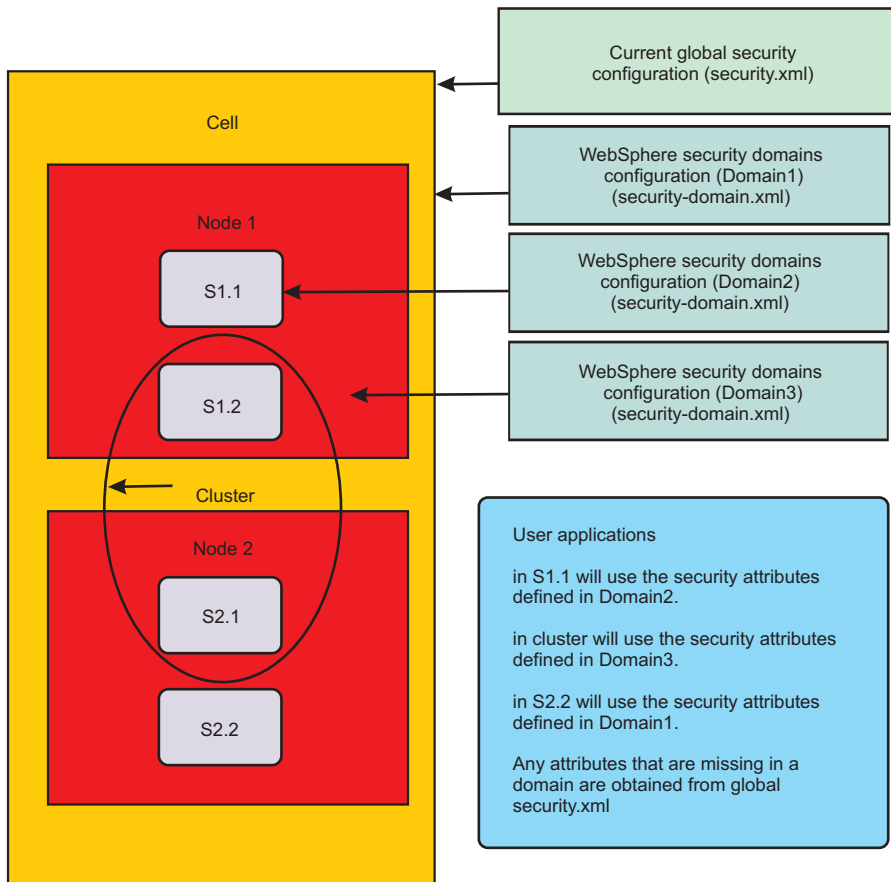 Current global security
configuration (security.xml)
Cell
WebSphere security domains
configuration (Domain1)
(security-domain.xml)
Node 1
WebSphere security domains
configuration (Domain2)
(security-domain.xml)
S1.1
WebSphere security domains
configuration (Domain3)
(security-domain.xml)
S1.2
Cluster
Node 2
S2.1
S2.2
User applications
in S1.1 will use the security attributes
defined in Domain2.
in cluster will use the security attributes
defined in Domain3.
in S2.2 will use the security attributes
defined in Domain1.
Any attributes that are missing in a
domain are obtained from global
security.xml